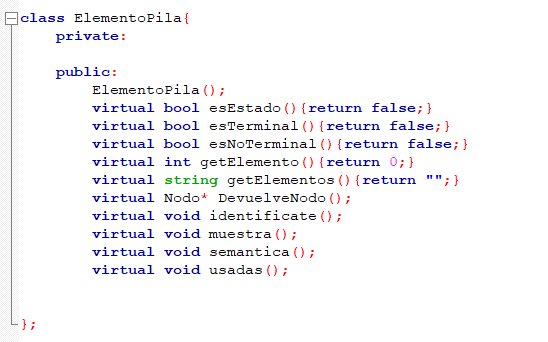 class ElementoPila{
private:
public:
ElementoPila();
virtual bool esEstado(){return false;}
virtual bool esTerminal(){return false;}
virtual bool esNoTerminal(){return false;}
virtual int getElemento(){return 0;}
virtual string getElementos(){return "";}
virtual Nodo* DevuelveNodo();
virtual void identificate();
virtual void muestra();
virtual void semantica();
virtual void usadas();
};